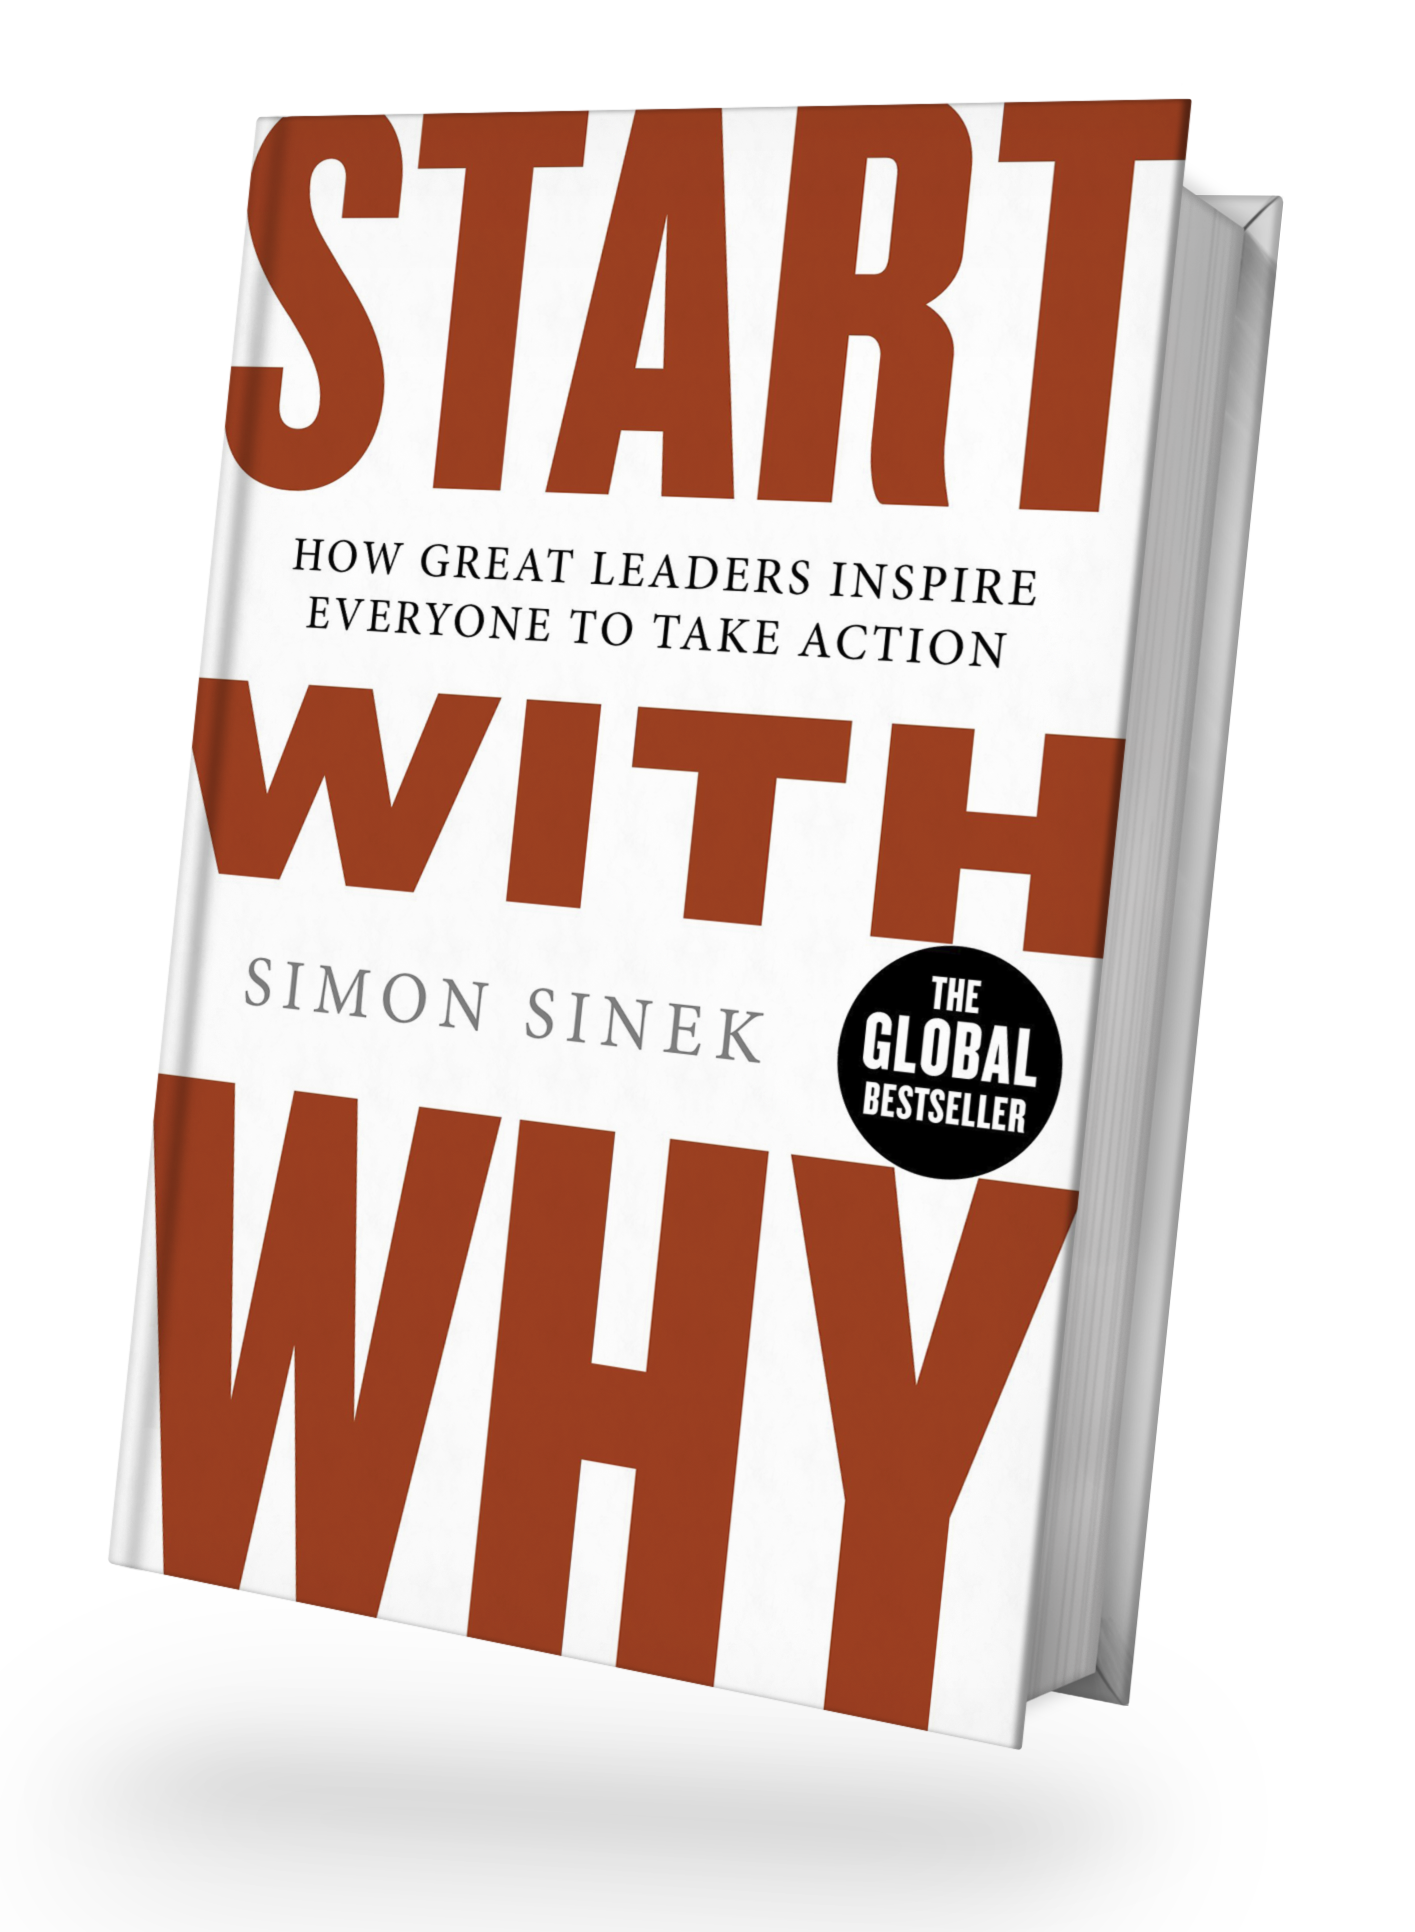 START
HOW GREAT LEADERS INSPIRE
EVERYONE TO TAKE ACTION
WITH
SIMON SINEK
THE
GLOBAL
BESTSELLER
WHY